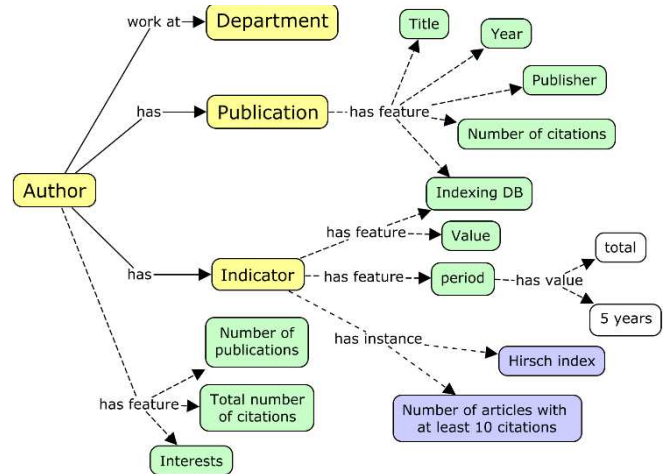 work at
Department
Title
Year
Publisher
has
Publication
has feature
Number of citations
Author
Indexing DB
has feature
Value
has
Indicator
has feature
period
has value
total
5 years
Number of
publications
has instance
Hirsch index
has feature
Total number
of citations
Number of articles with
at least 10 citations
Interests